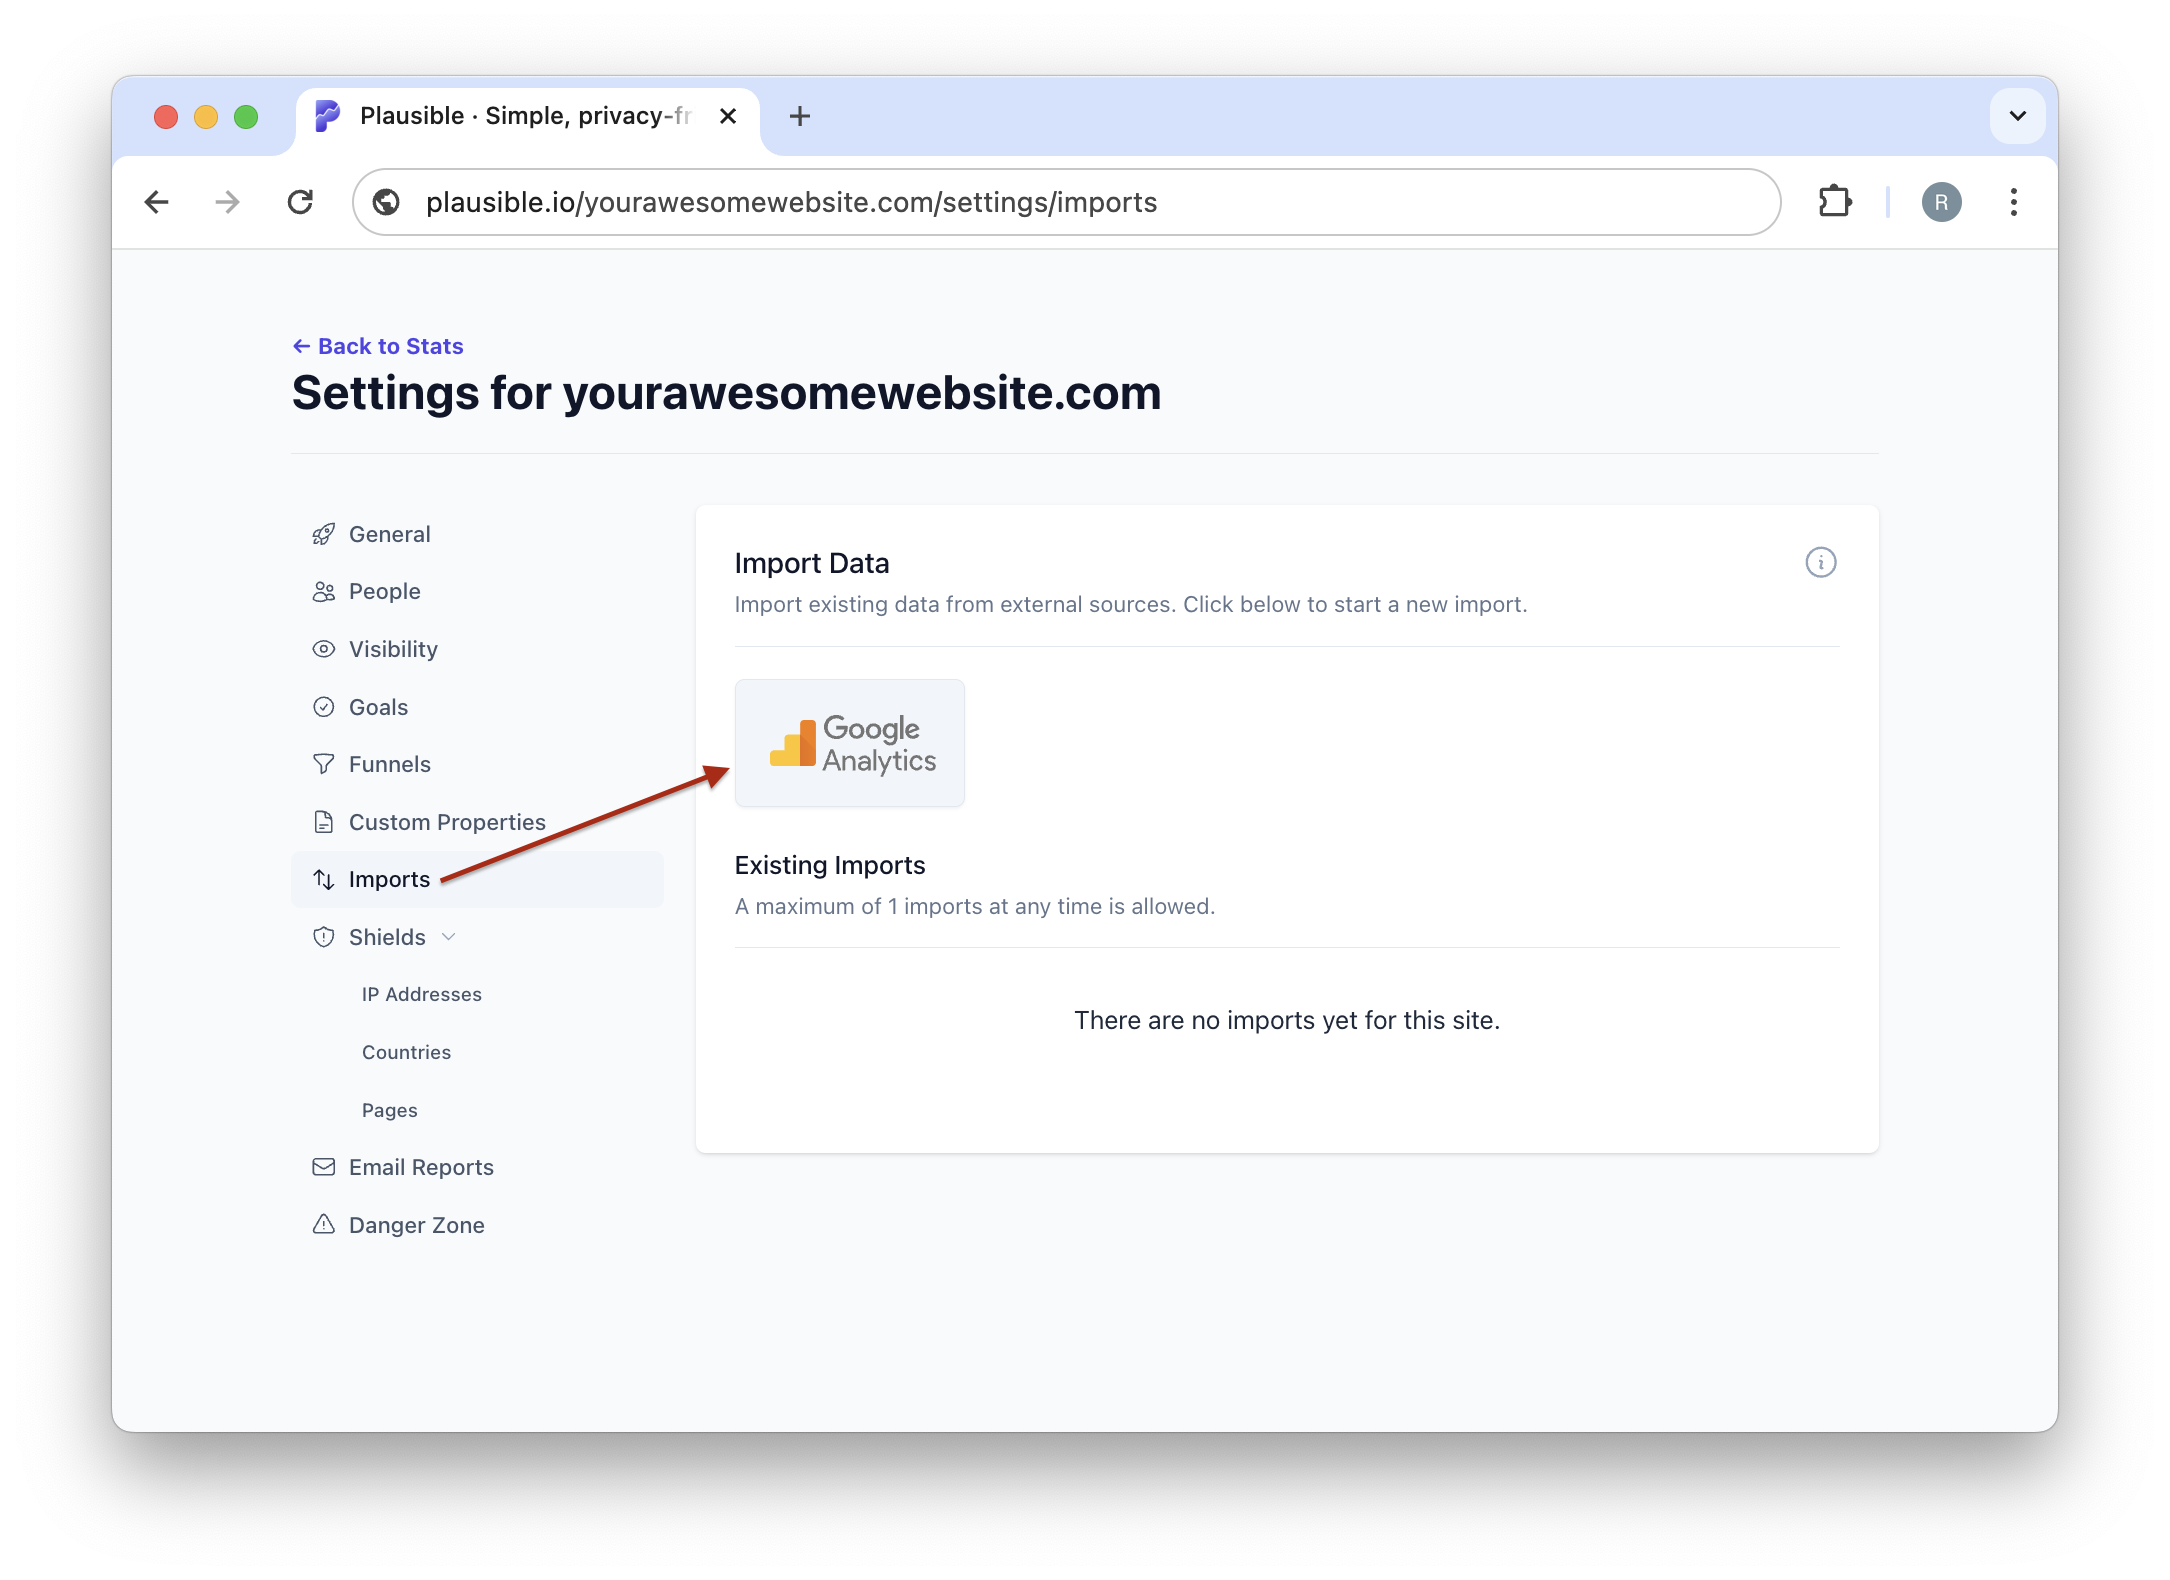 Plausible · Simple, privacy-fr
plausible.io/yourawesomewebsite.com/settings/imports
R
← Back to Stats
Settings for yourawesomewebsite.com
General
People
Visibility
Goals
Funnels
Custom Properties
Imports
Shields
IP Addresses
Countries
Pages
Email Reports
Danger Zone
Import Data
Import existing data from external sources. Click below to start a new import.
Google
Analytics
Existing Imports
A maximum of 1 imports at any time is allowed.
There are no imports yet for this site.